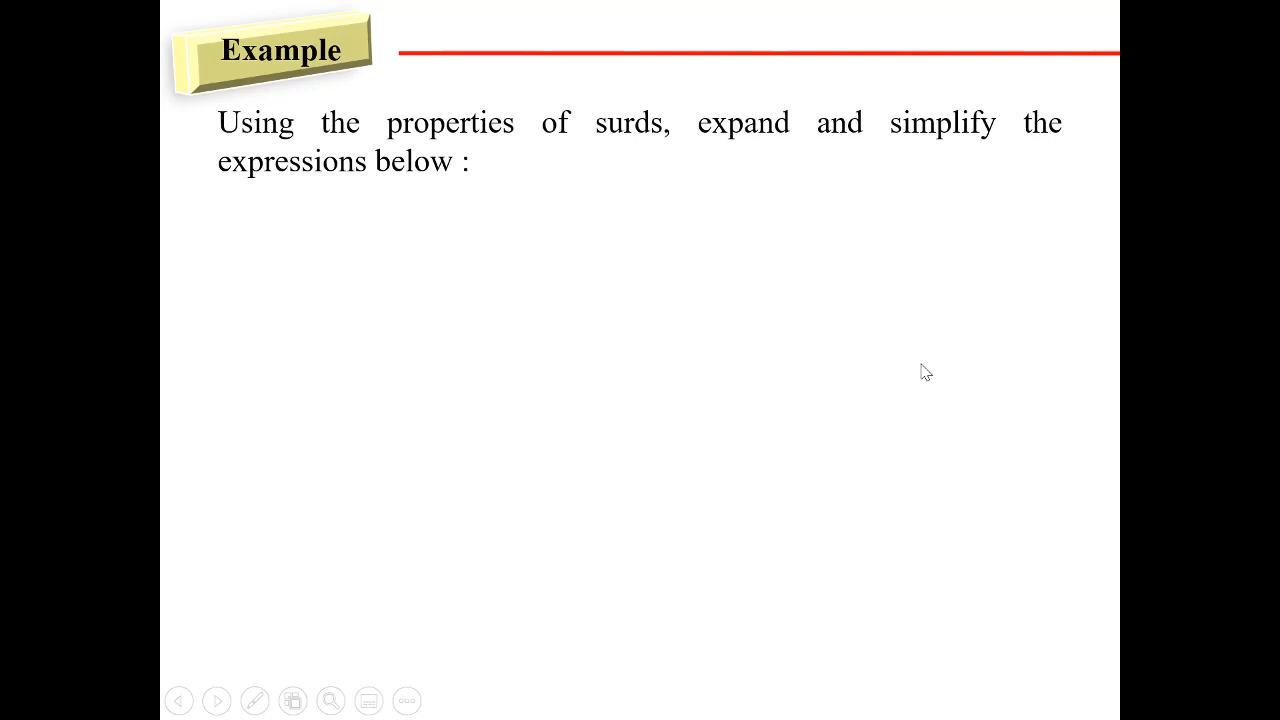 Example
Using the properties of surds, expand and simplify the
expressions below :